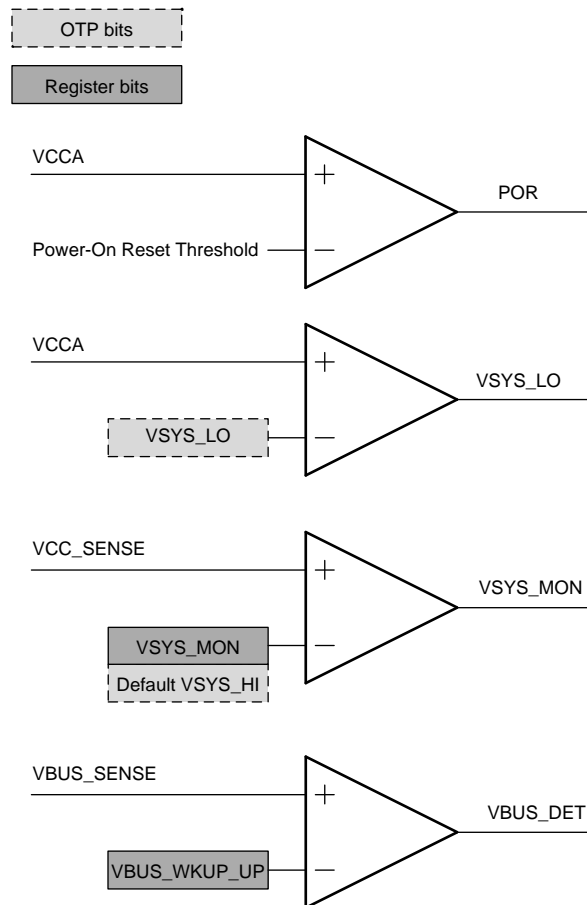 OTP bits
Register bits
VCCA
+
POR
Power-On Reset Threshold
−
VCCA
+
VSYS_LO
VSYS_LO
−
VCC_SENSE
+
VSYS_MON
VSYS_MON
−
Default VSYS_HI
VBUS_SENSE
+
VBUS_DET
VBUS_WKUP_UP
−